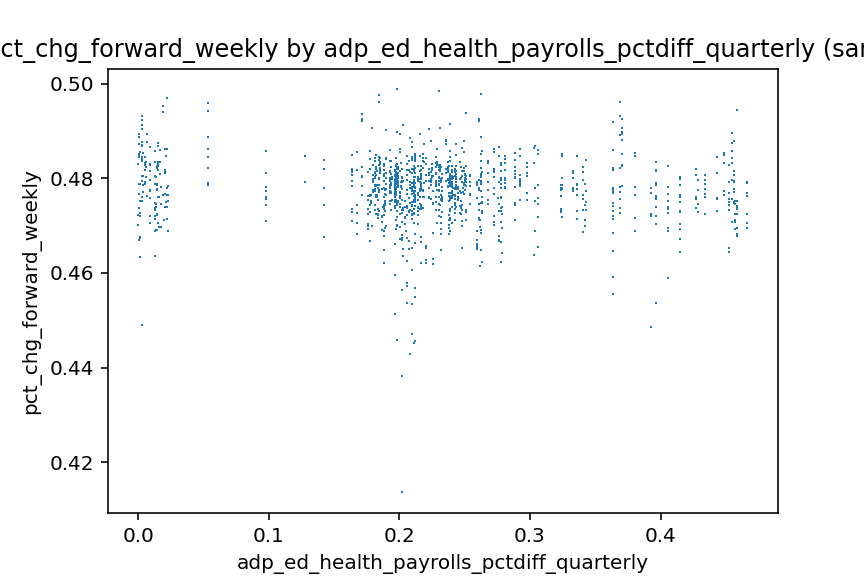 ct_chg_forward_weekly by adp_ed_health_payrolls_pctdiff_quarterly (sar
0.50
0.48
0.46
0.44
0.42
pct_chg_forward_weekly
0.0 0.1 0.2 0.3 0.4
adp_ed_health_payrolls_pctdiff_quarterly